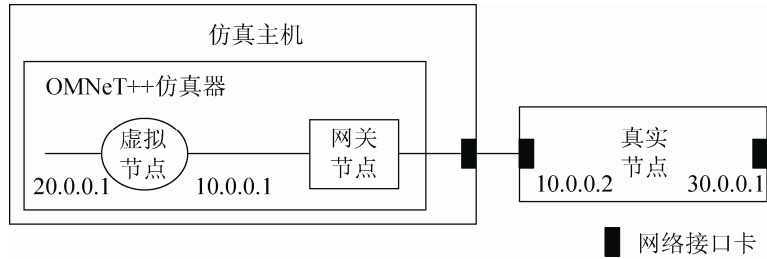 仿真主机
OMNeT++仿真器
虚拟
节点
网关
节点
20.0.0.1
10.0.0.1
真实
节点
10.0.0.2
30.0.0.1
网络接口卡